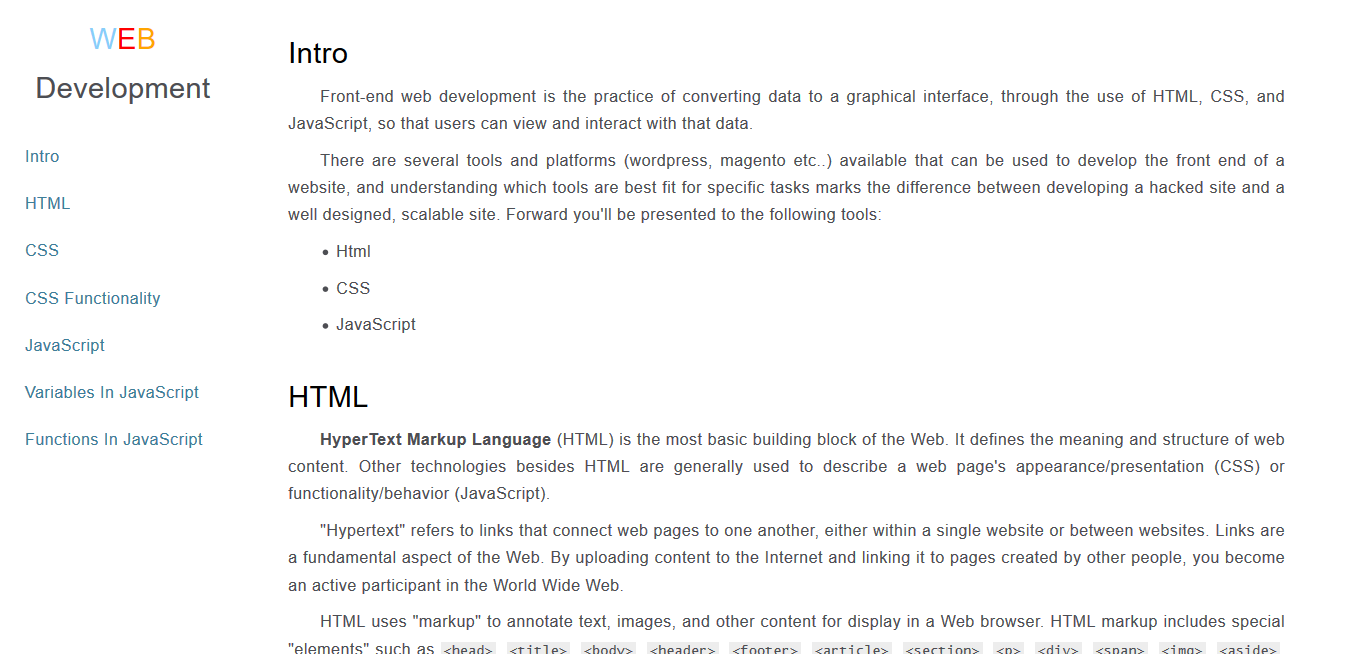 WEB
Development
Intro
HTML
CSS
CSS Functionality
JavaScript
Variables In JavaScript
Functions In JavaScript
Intro
Front-end web development is the practice of converting data to a graphical interface, through the use of HTML, CSS, and
JavaScript, so that users can view and interact with that data.
There are several tools and platforms (wordpress, magento etc..) available that can be used to develop the front end of a
website, and understanding which tools are best fit for specific tasks marks the difference between developing a hacked site and a
well designed, scalable site. Forward you'll be presented to the following tools:
• Html
• CSS
• JavaScript
HTML
HyperText Markup Language (HTML) is the most basic building block of the Web. It defines the meaning and structure of web
content. Other technologies besides HTML are generally used to describe a web page's appearance/presentation (CSS) or
functionality/behavior (JavaScript).
"Hypertext" refers to links that connect web pages to one another, either within a single website or between websites. Links are
a fundamental aspect of the Web. By uploading content to the Internet and linking it to pages created by other people, you become
an active participant in the World Wide Web.
HTML uses "markup" to annotate text, images, and other content for display in a Web browser. HTML markup includes special
"elements" such as <head> <title> <body> <header> <footer> <article> <section> <p> <div> <span> <img> <aside>